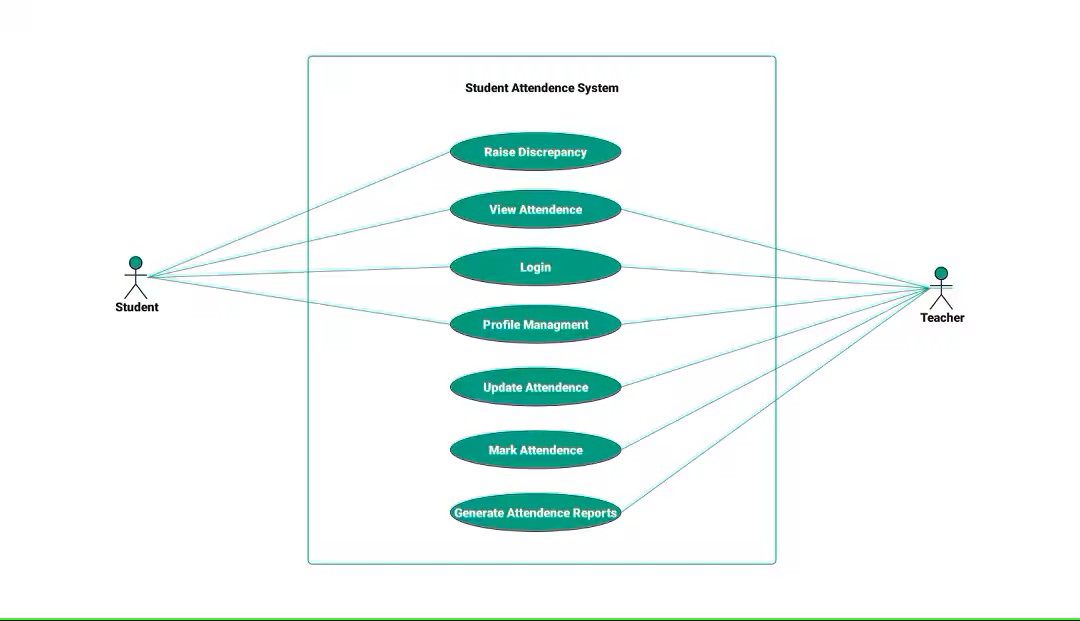 Student Attendence System
Raise Discrepancy
View Attendence
Login
Profile Managment
Update Attendence
Mark Attendence
Generate Attendence Reports
Student
Teacher